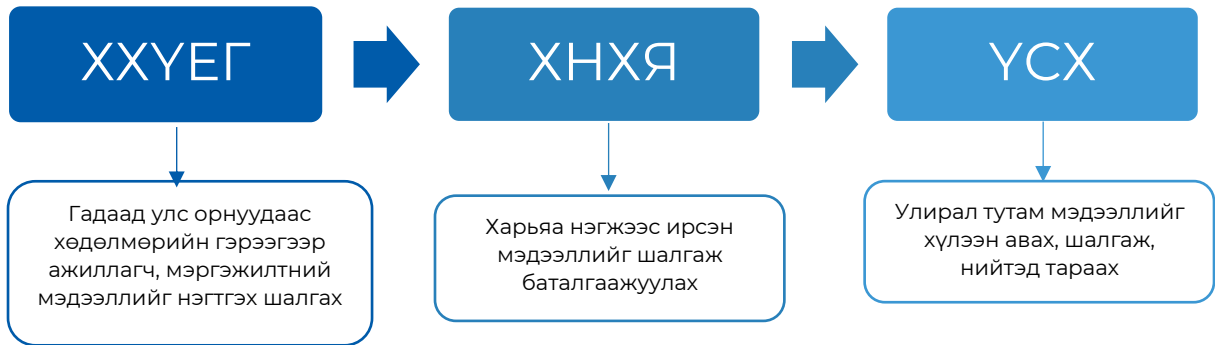 ХХҮЕГ
ХНХЯ
ҮСХ
Гадаад улс орнуудаас
хөдөлмөрийн гэрээгээр
ажиллагч, мэргэжилтний
мэдээллийг нэгтгэх шалгах
Харьяа нэгжээс ирсэн
мэдээллийг шалгаж
баталгаажуулах
Улирал тутам мэдээллийг
хүлээн авах, шалгаж,
нийтэд тараах